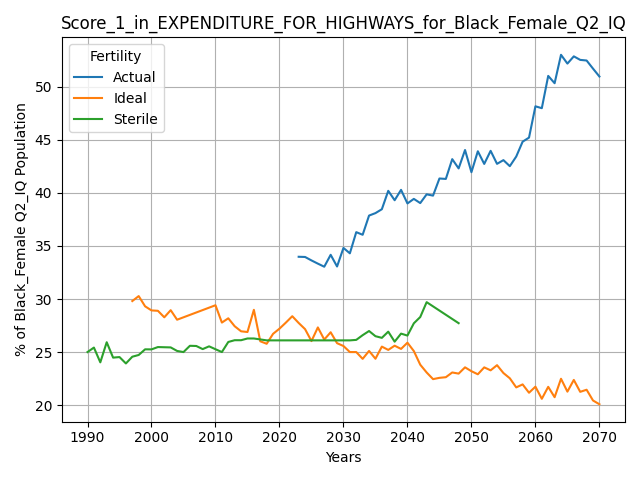 Score_1_in_EXPENDITURE_FOR_HIGHWAYS_for_Black_Female_Q2_IQ
Fertility
Actual
Ideal
Sterile
% of Black_Female Q2_IQ Population
50
45
40
35
30
25
20
1990
2000
2010
2020
2030
2040
2050
2060
2070
Years